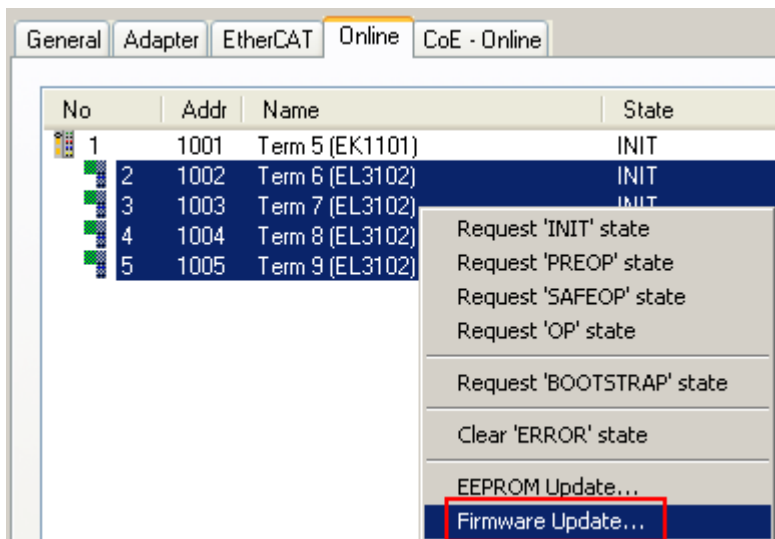 General Adapter EtherCAT Online CoE - Online
No Addr Name State
1 1001 Term 5 (EK1101) INIT
2 1002 Term 6 (EL3102) INIT
3 1003 Term 7 (EL3102) INIT
4 1004 Term 8 (EL3102)
5 1005 Term 9 (EL3102)
Request 'INIT' state
Request 'PREOP' state
Request 'SAFEOP' state
Request 'OP' state
Request 'BOOTSTRAP' state
Clear 'ERROR' state
EEPROM Update...
Firmware Update...